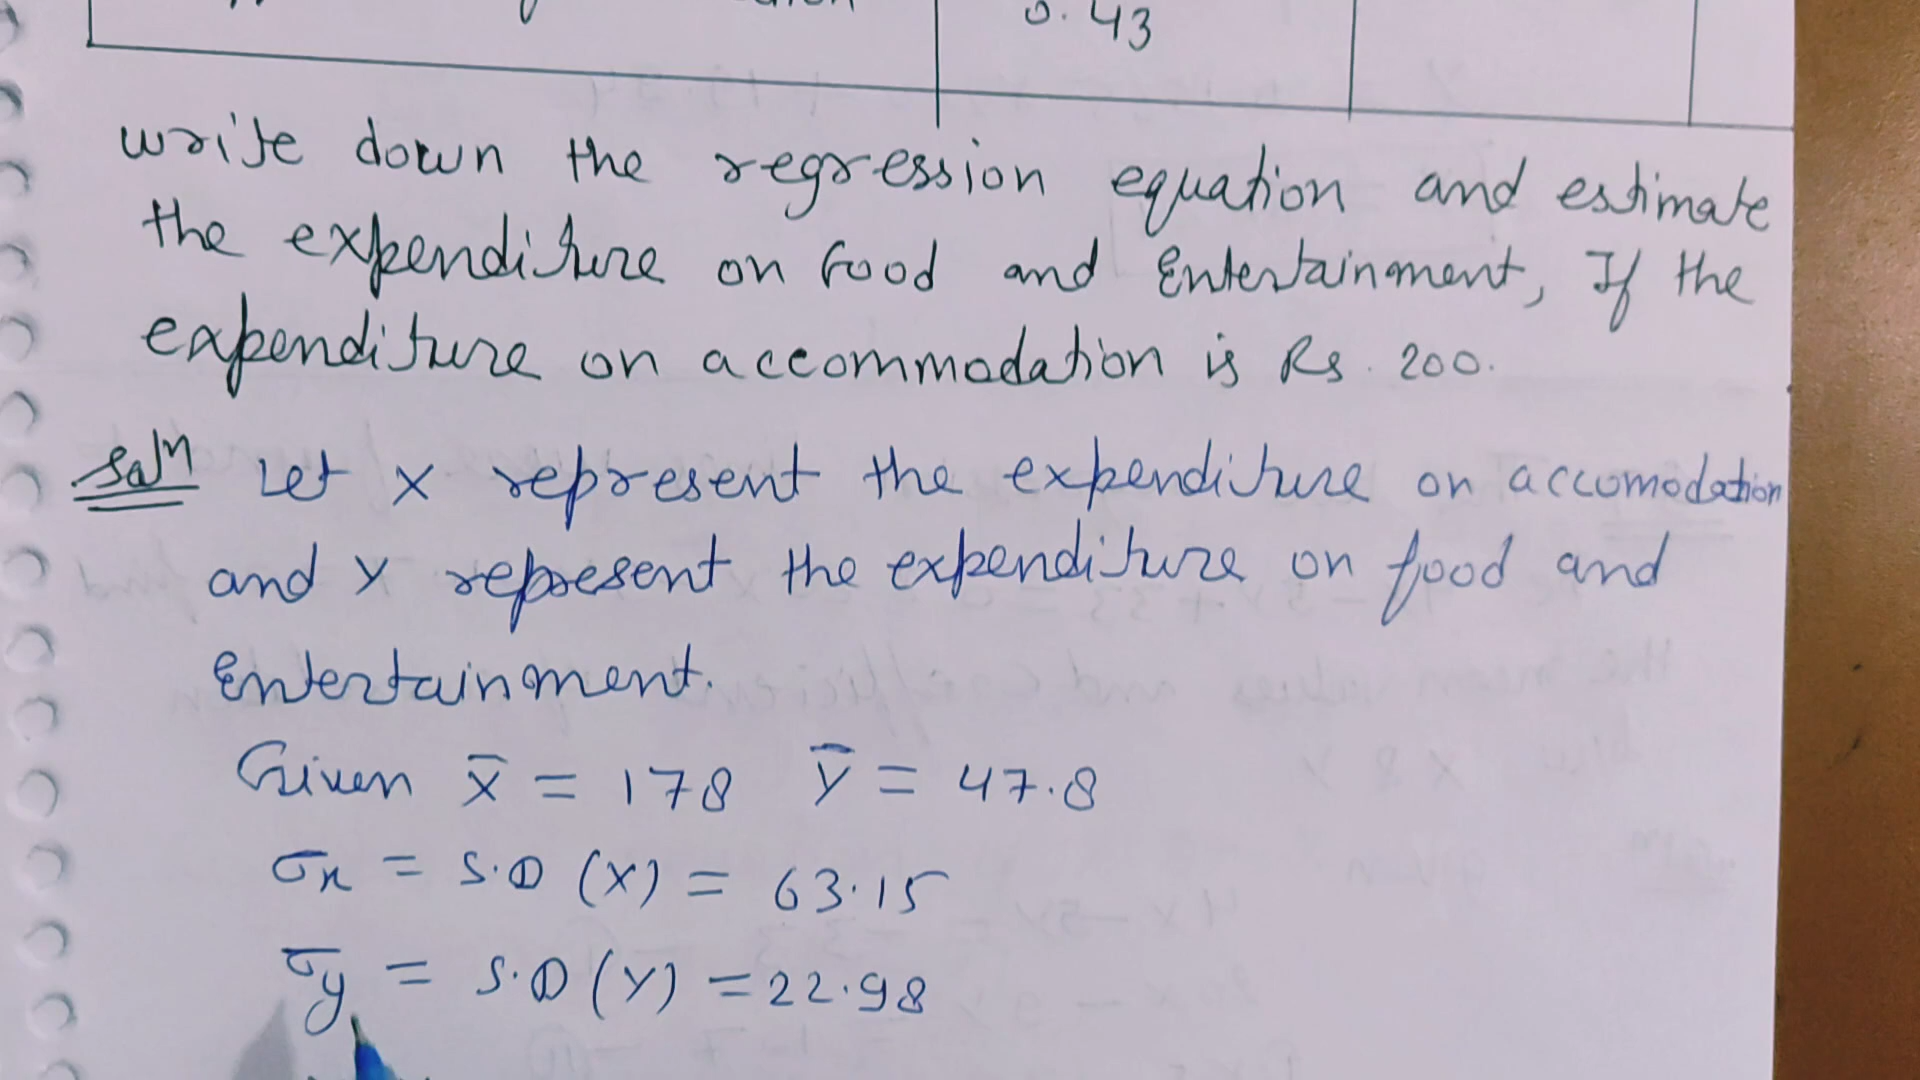 0.43
write down the regression equation and estimate
the expenditure on food and Entertainment, If the
expenditure on accommodation is Rs. 200.
Soln Let X represent the expenditure on accomodation
and Y represent the expenditure on food and
Entertainment.
Given x̄ = 178 ȳ = 47.8
σx = S.D (X) = 63.15
σy = S.D (Y) = 22.98